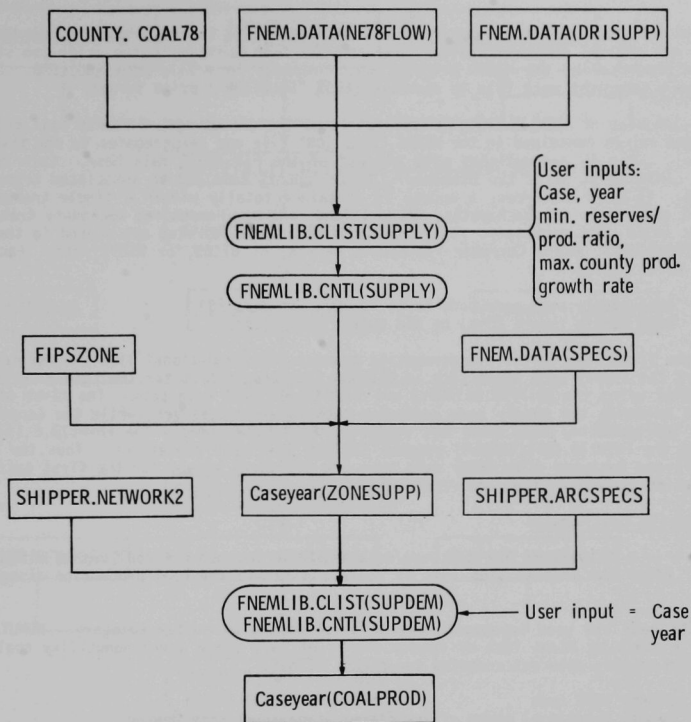 COUNTY. COAL78
FNEM.DATA(NE78FLOW)
FNEM.DATA(DRISUPP)
FNEMLIB.CLIST(SUPPLY)
User inputs:
Case, year
min. reserves/
prod. ratio,
max. county prod.
growth rate
FNEMLIB.CNTL(SUPPLY)
FIPSZONE
FNEM.DATA(SPECS)
SHIPPER.NETWORK2
Caseyear(ZONESUPP)
SHIPPER.ARCSPECS
FNEMLIB.CLIST(SUPDEM)
FNEMLIB.CNTL(SUPDEM)
User input = Case
year
Caseyear(COALPROD)